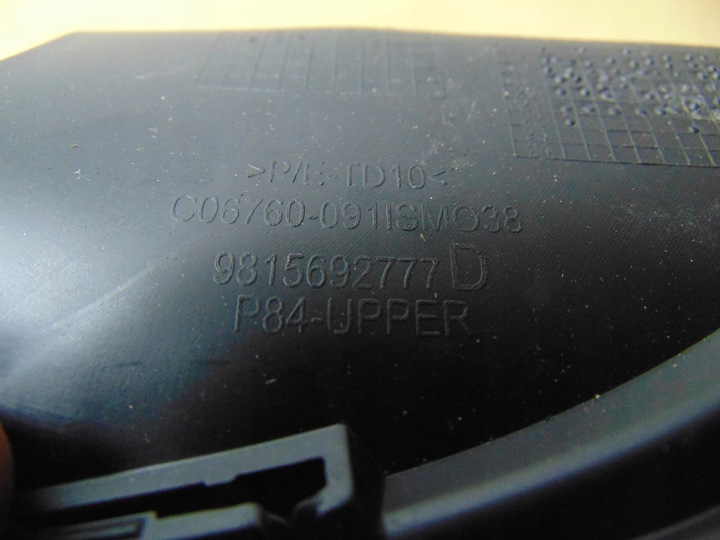 >P/E-TD10<
C06760-091ISMO38
9815692777 D
P84-UPPER